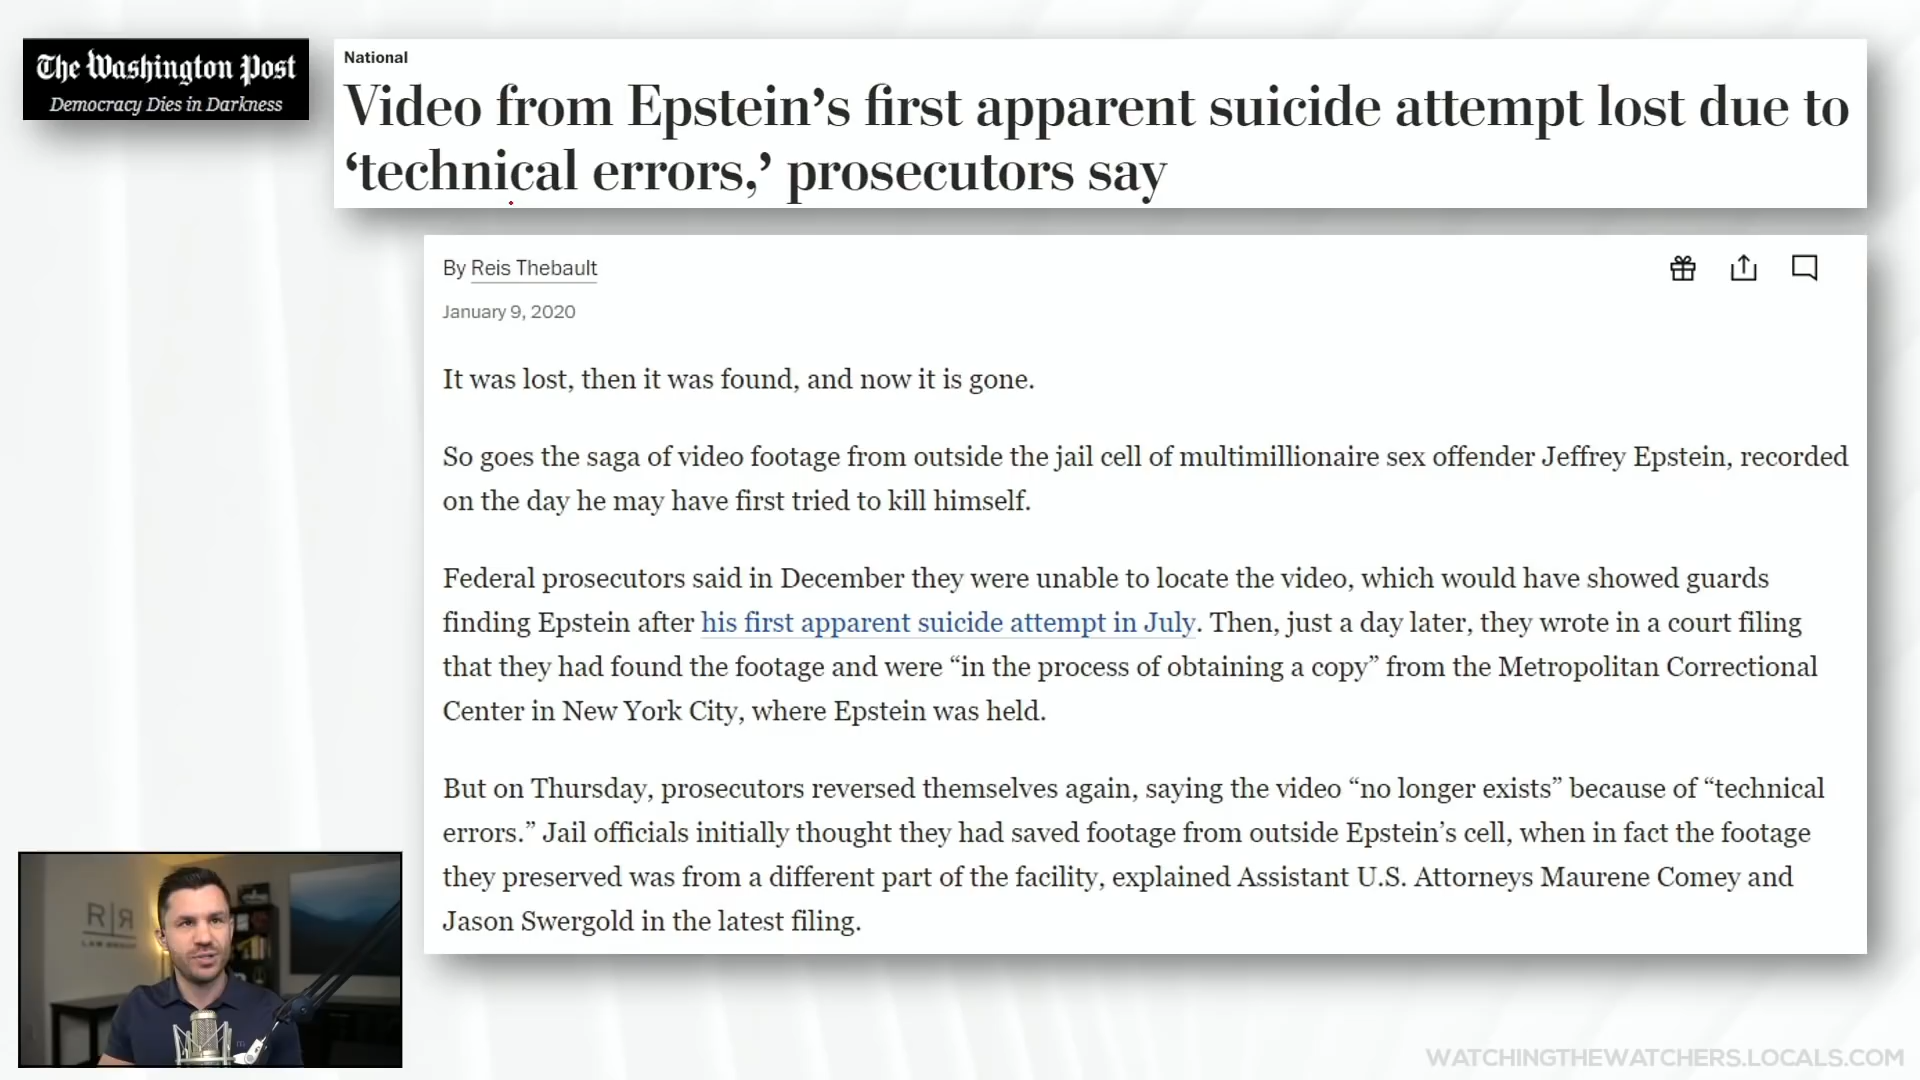 The Washington Post
Democracy Dies in Darkness
National
Video from Epstein’s first apparent suicide attempt lost due to
‘technical errors,’ prosecutors say
By Reis Thebault
January 9, 2020
It was lost, then it was found, and now it is gone.
So goes the saga of video footage from outside the jail cell of multimillionaire sex offender Jeffrey Epstein, recorded
on the day he may have first tried to kill himself.
Federal prosecutors said in December they were unable to locate the video, which would have showed guards
finding Epstein after his first apparent suicide attempt in July. Then, just a day later, they wrote in a court filing
that they had found the footage and were “in the process of obtaining a copy” from the Metropolitan Correctional
Center in New York City, where Epstein was held.
But on Thursday, prosecutors reversed themselves again, saying the video “no longer exists” because of “technical
errors.” Jail officials initially thought they had saved footage from outside Epstein’s cell, when in fact the footage
they preserved was from a different part of the facility, explained Assistant U.S. Attorneys Maurene Comey and
Jason Swergold in the latest filing.
R|R
LAW GROUP
WATCHINGTHEWATCHERS.LOCALS.COM